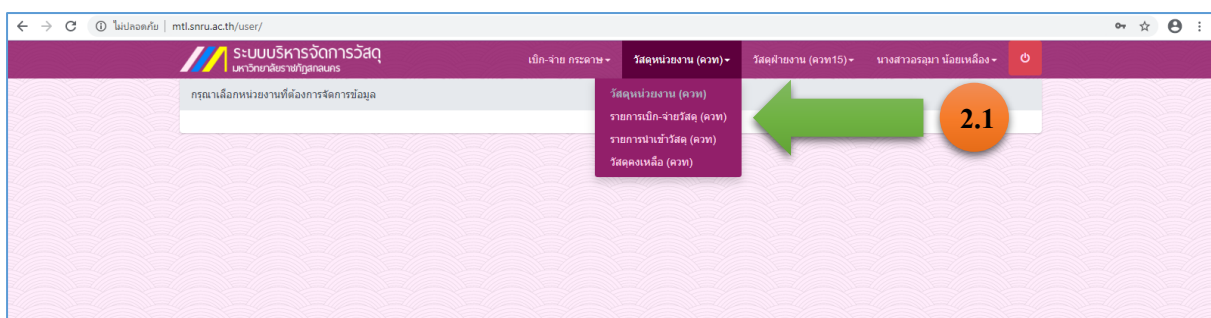 ไม่ปลอดภัย | mtl.snru.ac.th/user/
ระบบบริหารจัดการวัสดุ
มหาวิทยาลัยราชภัฏสกลนคร
เบิก-จ่าย กระดาษ
วัสดุหน่วยงาน (ควท)
วัสดุฝ่ายงาน (ควท15)
นางสาวอรอุมา น้อยเหลือง
กรุณาเลือกหน่วยงานที่ต้องการจัดการข้อมูล
วัสดุหน่วยงาน (ควท)
รายการเบิก-จ่ายวัสดุ (ควท)
รายการนำเข้าวัสดุ (ควท)
วัสดุคงเหลือ (ควท)
2.1